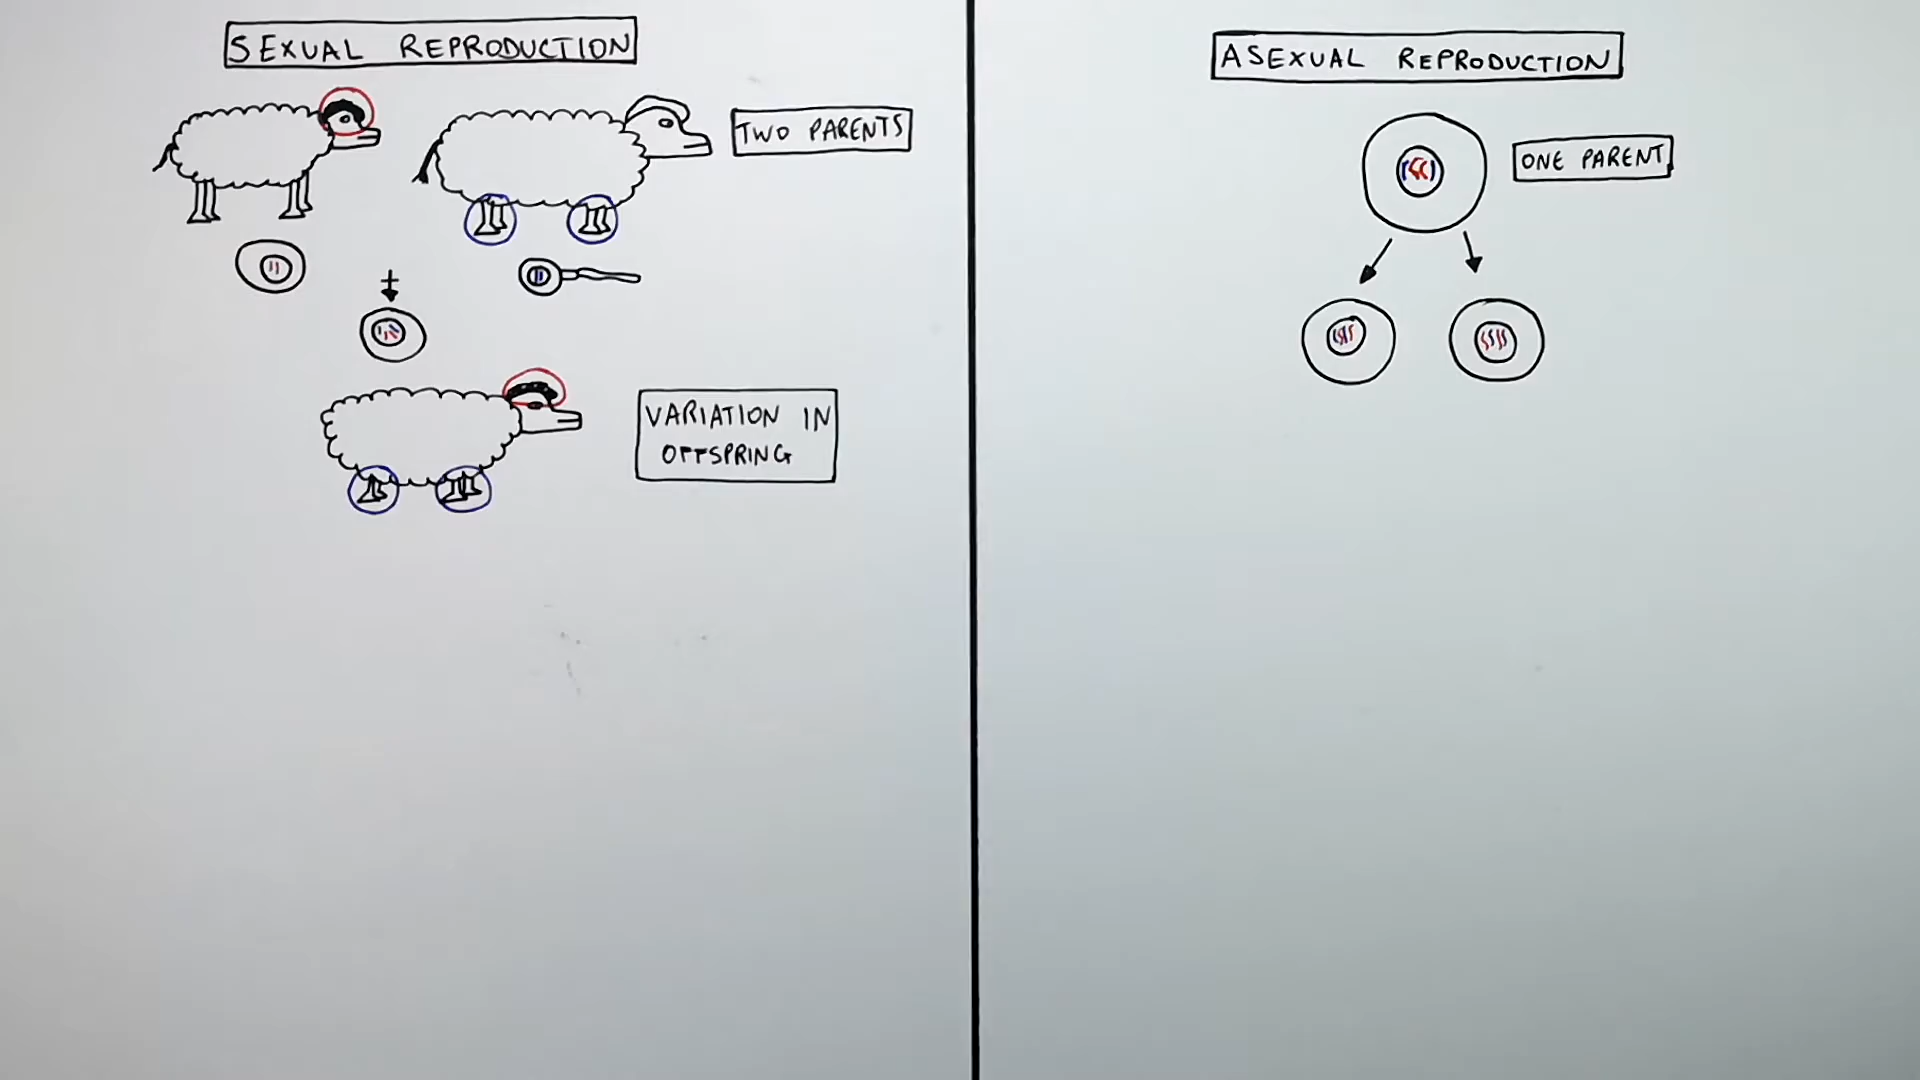 SEXUAL REPRODUCTION
TWO PARENTS
VARIATION IN
OFFSPRING
ASEXUAL REPRODUCTION
ONE PARENT